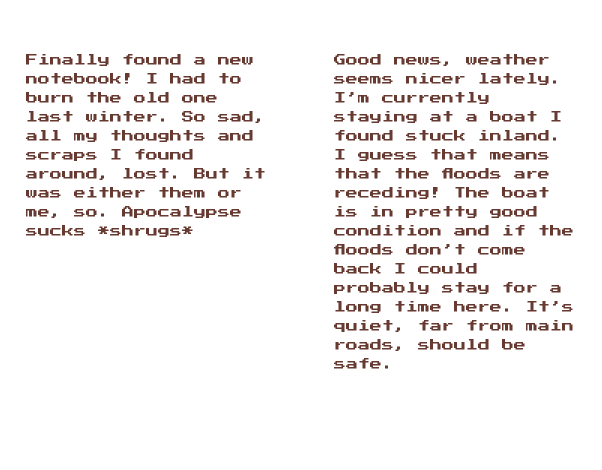 Finally found a new
notebook! I had to
burn the old one
last winter. So sad,
all my thoughts and
scraps I found
around, lost. But it
was either them or
me, so. Apocalypse
sucks *shrugs*
Good news, weather
seems nicer lately.
I'm currently
staying at a boat I
found stuck inland.
I guess that means
that the floods are
receding! The boat
is in pretty good
condition and if the
floods don't come
back I could
probably stay for a
long time here. It's
quiet, far from main
roads, should be
safe.